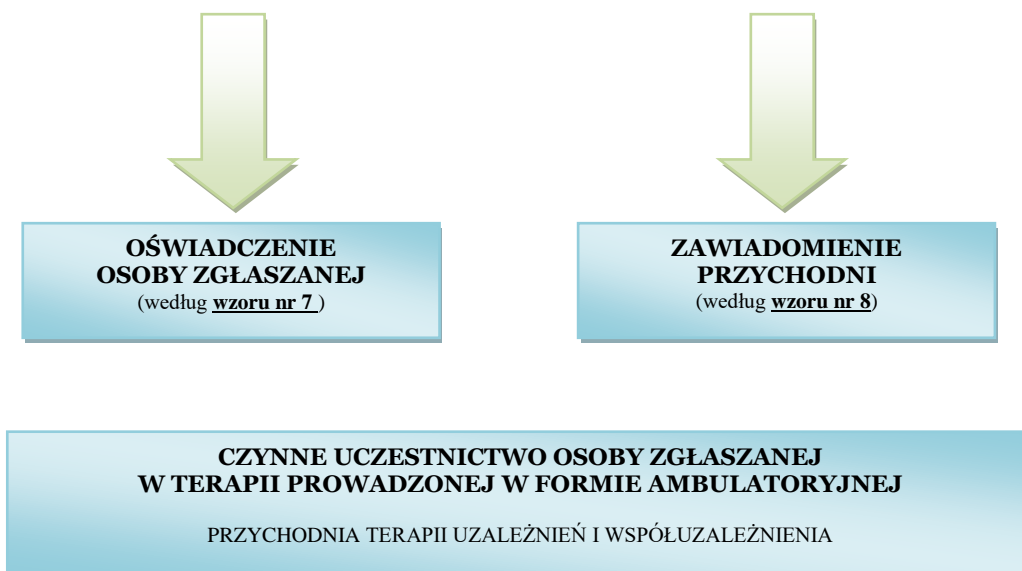 OŚWIADCZENIE
OSOBY ZGŁASZANEJ
(według wzoru nr 7 )
ZAWIADOMIENIE
PRZYCHODNI
(według wzoru nr 8)
CZYNNE UCZESTNICTWO OSOBY ZGŁASZANEJ
W TERAPII PROWADZONEJ W FORMIE AMBULATORYJNEJ
PRZYCHODNIA TERAPII UZALEŻNIEŃ I WSPÓŁUZALEŻNIENIA